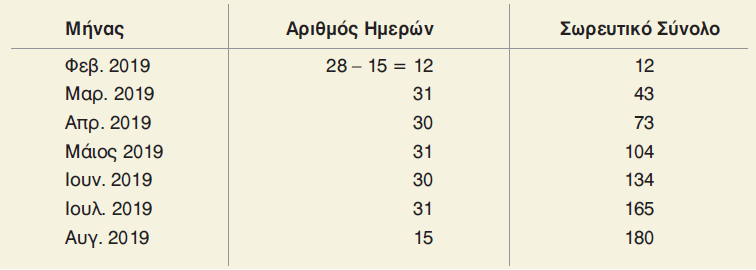 Μήνας Αριθμός Ημερών Σωρευτικό Σύνολο
Φεβ. 2019 28 – 15 = 12 12
Μαρ. 2019 31 43
Απρ. 2019 30 73
Μάιος 2019 31 104
Ιουν. 2019 30 134
Ιουλ. 2019 31 165
Αυγ. 2019 15 180